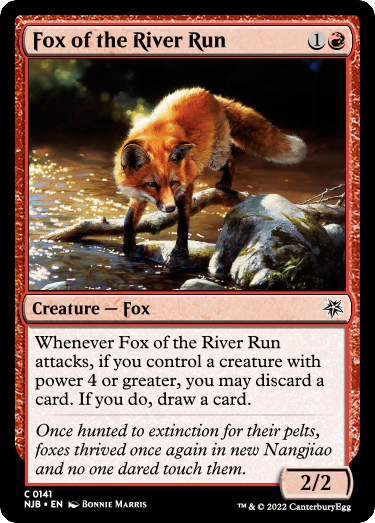 Fox of the River Run 1
Creature — Fox
Whenever Fox of the River Run
attacks, if you control a creature with
power 4 or greater, you may discard a
card. If you do, draw a card.
Once hunted to extinction for their pelts,
foxes thrived once again in new Nangjiao
and no one dared touch them.
2/2
C 0141
NJB • EN Bonnie Marris
™ & © 2022 CanterburyEgg